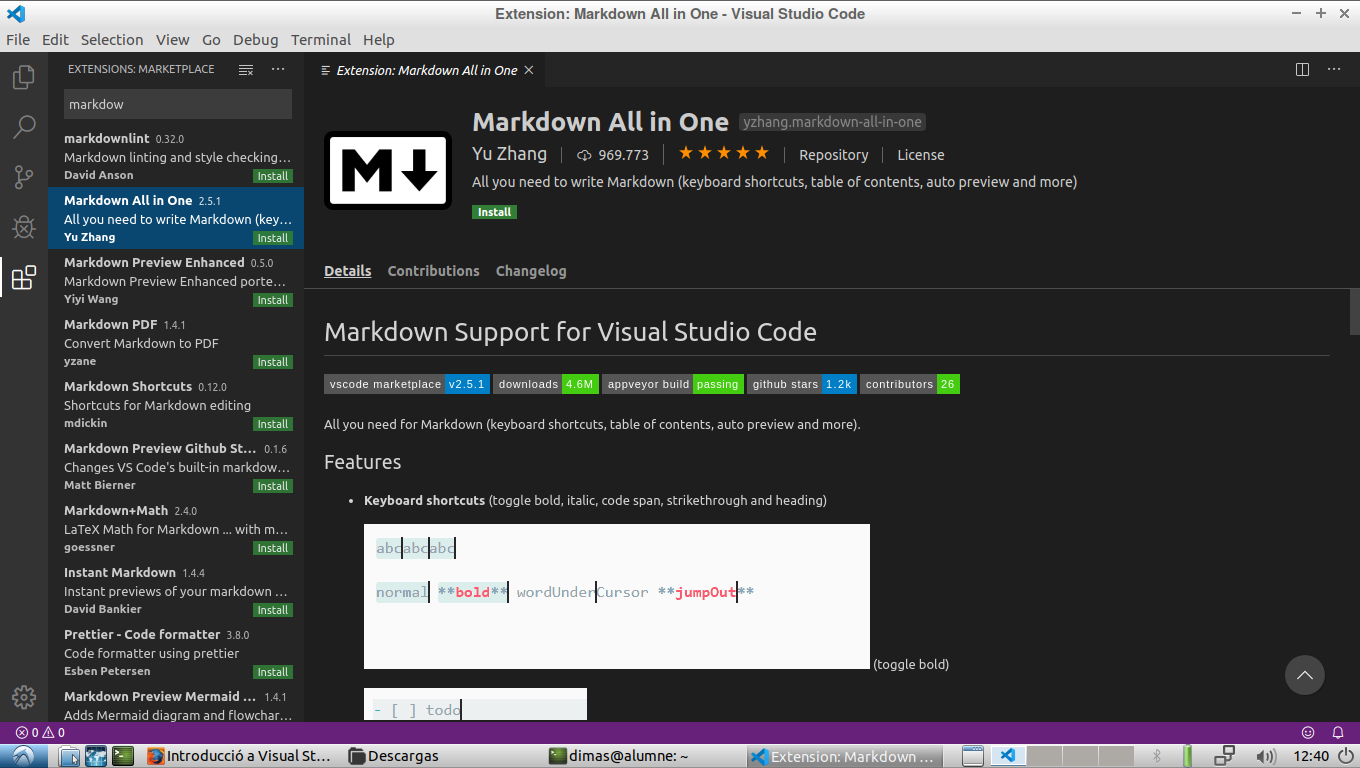 Extension: Markdown All in One - Visual Studio Code
File Edit Selection View Go Debug Terminal Help
EXTENSIONS: MARKETPLACE
markdow
markdownlint 0.32.0
Markdown linting and style checking...
David Anson Install
Markdown All in One 2.5.1
All you need to write Markdown (key...
Yu Zhang Install
Markdown Preview Enhanced 0.5.0
Markdown Preview Enhanced porte...
Yiyi Wang Install
Markdown PDF 1.4.1
Convert Markdown to PDF
yzane Install
Markdown Shortcuts 0.12.0
Shortcuts for Markdown editing
mdickin Install
Markdown Preview Github St... 0.1.6
Changes VS Code's built-in markdow...
Matt Bierner Install
Markdown+Math 2.4.0
LaTeX Math for Markdown ... with m...
goessner Install
Instant Markdown 1.4.4
Instant previews of your markdown ...
David Bankier Install
Prettier - Code formatter 3.8.0
Code formatter using prettier
Esben Petersen Install
Markdown Preview Mermaid ... 1.4.1
Adds Mermaid diagram and flowchar...
Extension: Markdown All in One
M
Markdown All in One yzhang.markdown-all-in-one
Yu Zhang 969.773 Repository License
All you need to write Markdown (keyboard shortcuts, table of contents, auto preview and more)
Install
Details Contributions Changelog
Markdown Support for Visual Studio Code
vscode marketplace v2.5.1 downloads 4.6M appveyor build passing github stars 1.2k contributors 26
All you need for Markdown (keyboard shortcuts, table of contents, auto preview and more).
Features
• Keyboard shortcuts (toggle bold, italic, code span, strikethrough and heading)
abcabcabc
normal **bold** wordUnderCursor **jumpOut**
(toggle bold)
- [ ] todo
0 0
Introducció a Visual St... Descargas dimas@alumne: ~ Extension: Markdown ... 12:40